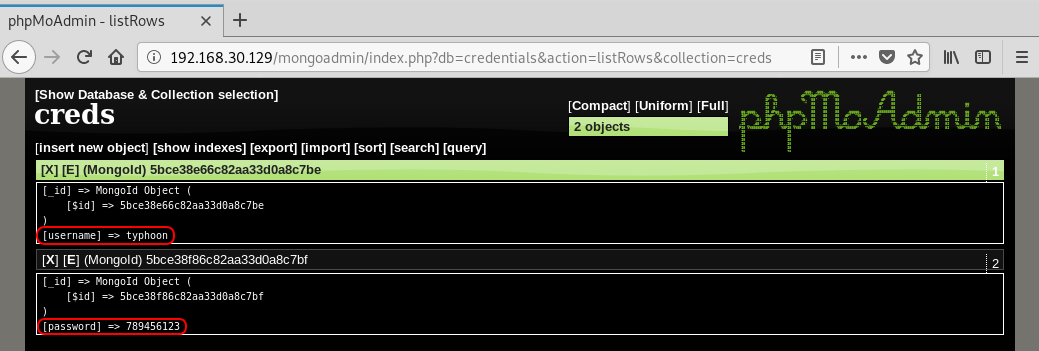 phpMoAdmin - listRows
192.168.30.129/mongoadmin/index.php?db=credentials&action=listRows&collection=creds
[Show Database & Collection selection]
creds
[Compact] [Uniform] [Full]
2 objects
phpMoAdmin
[insert new object] [show indexes] [export] [import] [sort] [search] [query]
[X] [E] (MongoId) 5bce38e66c82aa33d0a8c7be
1
[_id] => MongoId Object (
[$id] => 5bce38e66c82aa33d0a8c7be
)
[username] => typhoon
[X] [E] (MongoId) 5bce38f86c82aa33d0a8c7bf
2
[_id] => MongoId Object (
[$id] => 5bce38f86c82aa33d0a8c7bf
)
[password] => 789456123